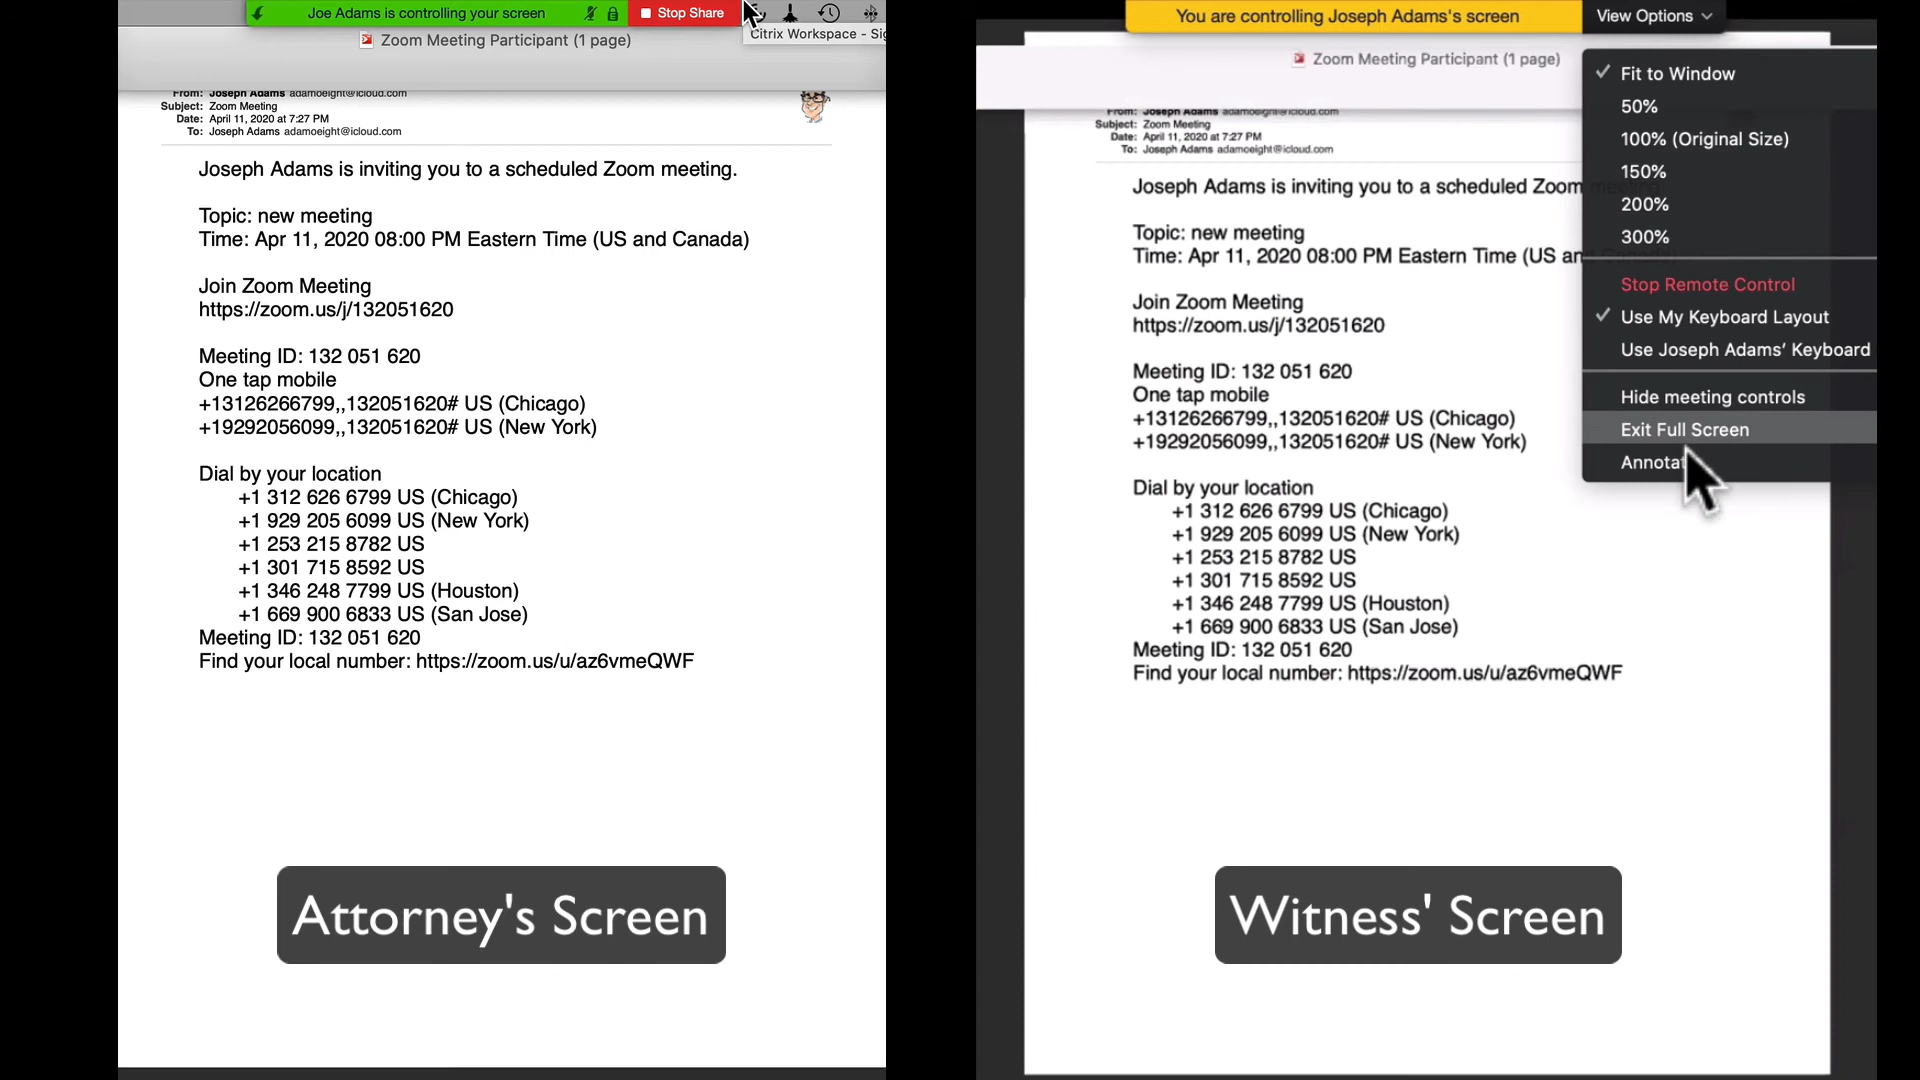 Joe Adams is controlling your screen
Stop Share
Citrix Workspace - Sig
Zoom Meeting Participant (1 page)
From: Joseph Adams adamoeight@icloud.com
Subject: Zoom Meeting
Date: April 11, 2020 at 7:27 PM
To: Joseph Adams adamoeight@icloud.com
Joseph Adams is inviting you to a scheduled Zoom meeting.
Topic: new meeting
Time: Apr 11, 2020 08:00 PM Eastern Time (US and Canada)
Join Zoom Meeting
https://zoom.us/j/132051620
Meeting ID: 132 051 620
One tap mobile
+13126266799,,132051620# US (Chicago)
+19292056099,,132051620# US (New York)
Dial by your location
+1 312 626 6799 US (Chicago)
+1 929 205 6099 US (New York)
+1 253 215 8782 US
+1 301 715 8592 US
+1 346 248 7799 US (Houston)
+1 669 900 6833 US (San Jose)
Meeting ID: 132 051 620
Find your local number: https://zoom.us/u/az6vmeQWF
Attorney's Screen
You are controlling Joseph Adams's screen
View Options
Zoom Meeting Participant (1 page)
From: Joseph Adams adamoeight@icloud.com
Subject: Zoom Meeting
Date: April 11, 2020 at 7:27 PM
To: Joseph Adams adamoeight@icloud.com
Joseph Adams is inviting you to a scheduled Zoom meeting.
Topic: new meeting
Time: Apr 11, 2020 08:00 PM Eastern Time (US and Canada)
Join Zoom Meeting
https://zoom.us/j/132051620
Meeting ID: 132 051 620
One tap mobile
+13126266799,,132051620# US (Chicago)
+19292056099,,132051620# US (New York)
Dial by your location
+1 312 626 6799 US (Chicago)
+1 929 205 6099 US (New York)
+1 253 215 8782 US
+1 301 715 8592 US
+1 346 248 7799 US (Houston)
+1 669 900 6833 US (San Jose)
Meeting ID: 132 051 620
Find your local number: https://zoom.us/u/az6vmeQWF
Fit to Window
50%
100% (Original Size)
150%
200%
300%
Stop Remote Control
Use My Keyboard Layout
Use Joseph Adams' Keyboard
Hide meeting controls
Exit Full Screen
Annotat
Witness' Screen